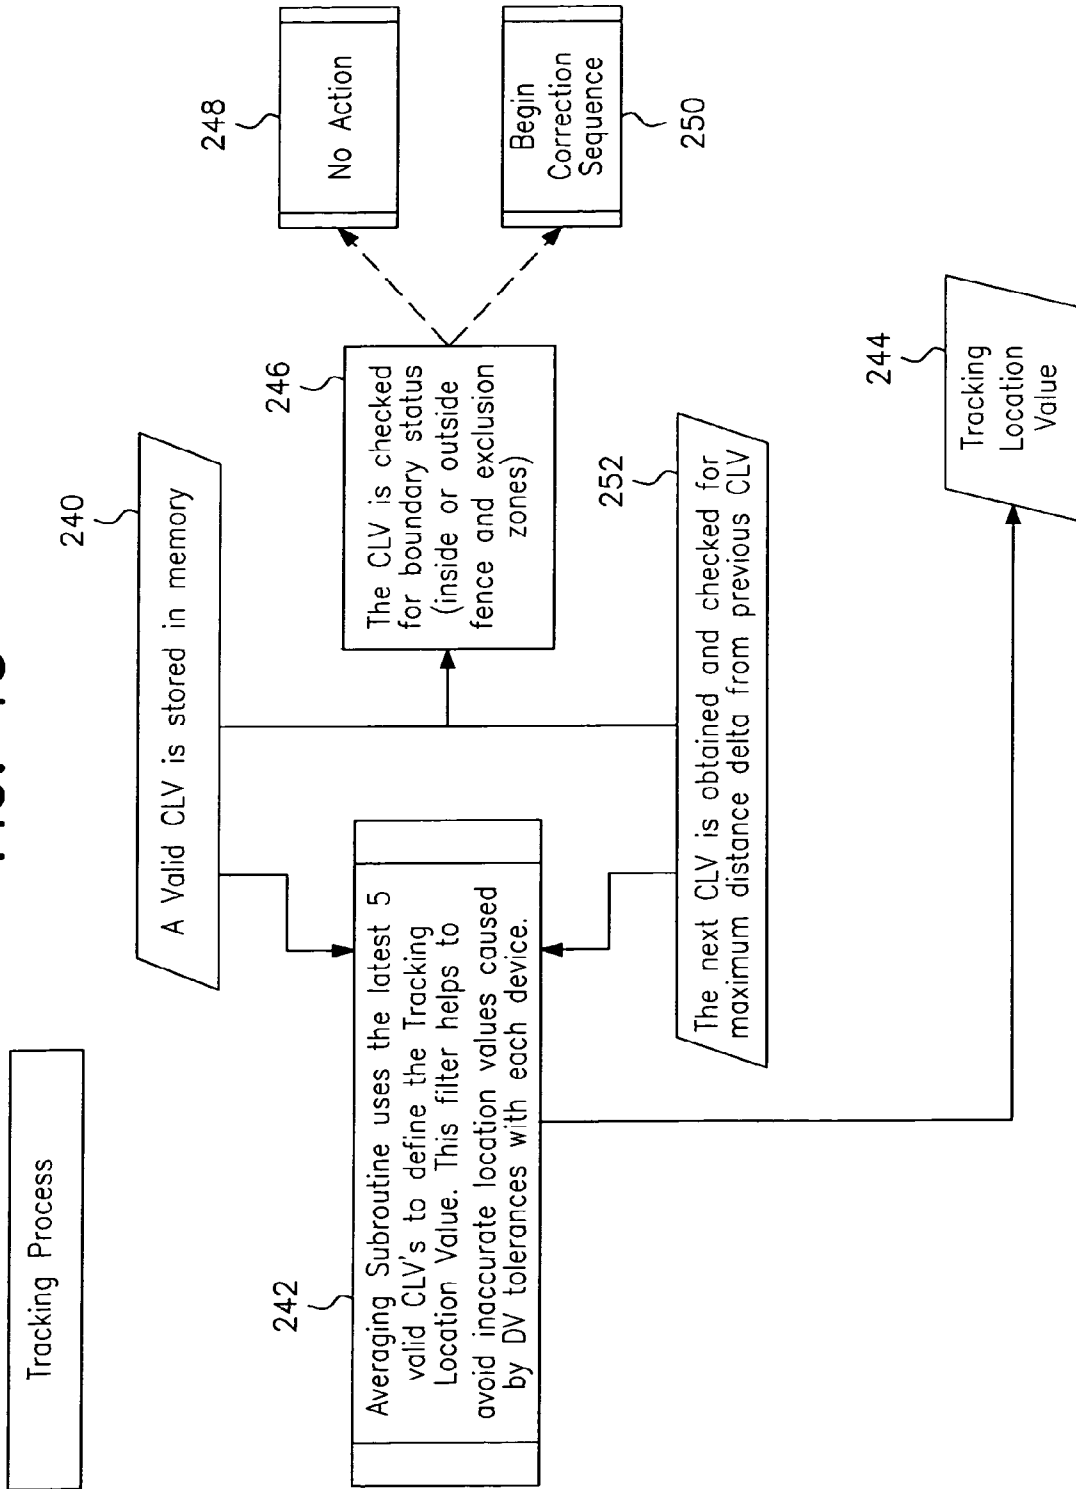 Tracking Process
240
A Valid CLV is stored in memory
242
Averaging Subroutine uses the latest 5
valid CLV's to define the Tracking
Location Value. This filter helps to
avoid inaccurate location values caused
by DV tolerances with each device.
246
The CLV is checked
for boundary status
(inside or outside
fence and exclusion
zones)
248
No Action
Begin
Correction
Sequence
250
252
The next CLV is obtained and checked for
maximum distance delta from previous CLV
244
Tracking
Location
Value